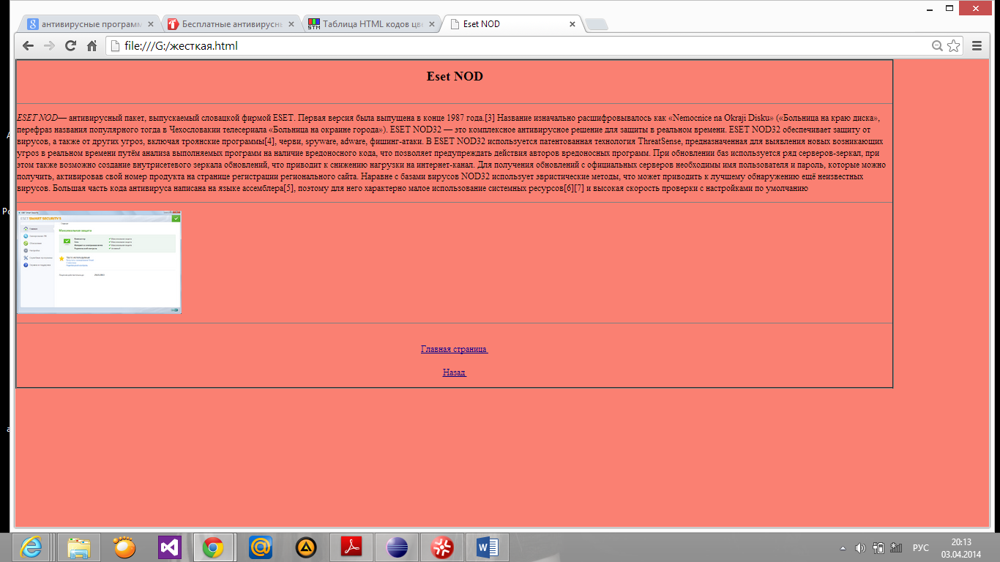 антивирусные программ
Бесплатные антивирусны
Таблица HTML кодов цве
Eset NOD
file:///G:/жесткая.html
Eset NOD
ESET NOD— антивирусный пакет, выпускаемый словацкой фирмой ESET. Первая версия была выпущена в конце 1987 года.[3] Название изначально расшифровывалось как «Nemocnice na Okraji Disku» («Больница на краю диска»,
перефраз названия популярного тогда в Чехословакии телесериала «Больница на окраине города»). ESET NOD32 — это комплексное антивирусное решение для защиты в реальном времени. ESET NOD32 обеспечивает защиту от
вирусов, а также от других угроз, включая троянские программы[4], черви, spyware, adware, фишинг-атаки. В ESET NOD32 используется патентованная технология ThreatSense, предназначенная для выявления новых возникающих
угроз в реальном времени путём анализа выполняемых программ на наличие вредоносного кода, что позволяет предупреждать действия авторов вредоносных программ. При обновлении баз используется ряд серверов-зеркал, при
этом также возможно создание внутрисетевого зеркала обновлений, что приводит к снижению нагрузки на интернет-канал. Для получения обновлений с официальных серверов необходимы имя пользователя и пароль, которые можно
получить, активировав свой номер продукта на странице регистрации регионального сайта. Наравне с базами вирусов NOD32 использует эвристические методы, что может приводить к лучшему обнаружению ещё неизвестных
вирусов. Большая часть кода антивируса написана на языке ассемблера[5], поэтому для него характерно малое использование системных ресурсов[6][7] и высокая скорость проверки с настройками по умолчанию
ESET SMART SECURITY 5
Максимальная защита
Главная страница
Назад
РУС
20:13
03.04.2014